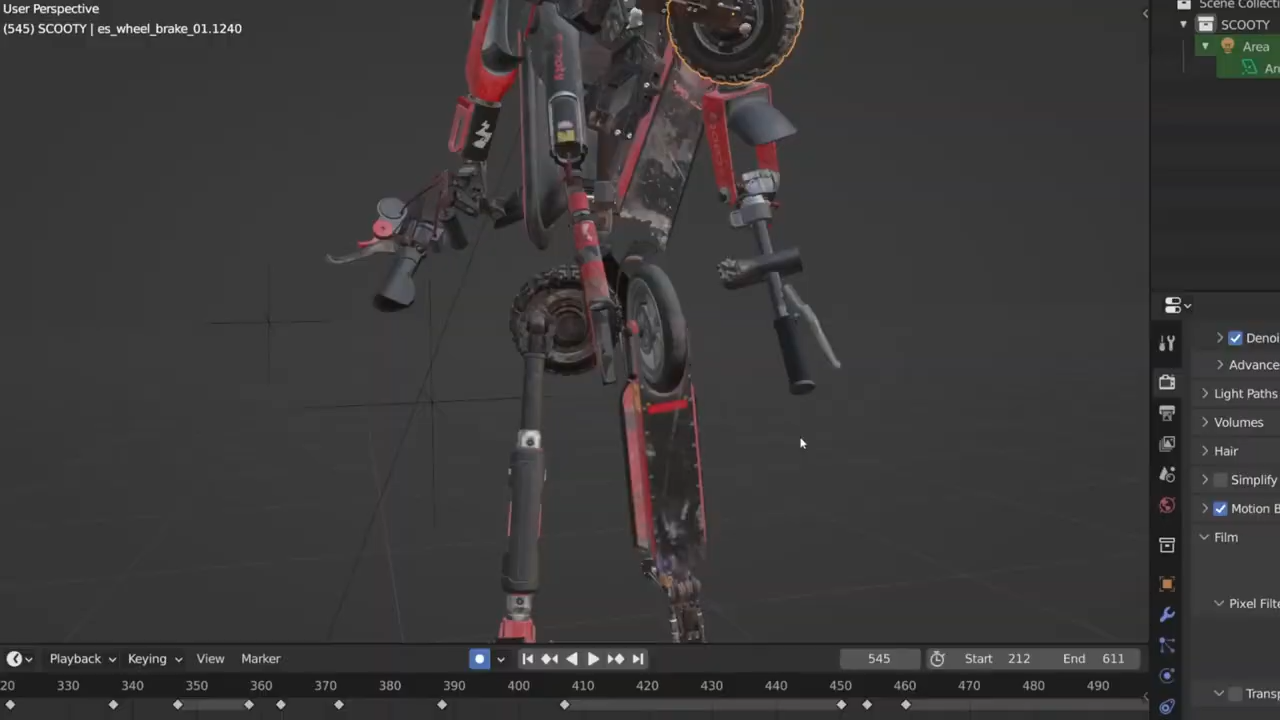 User Perspective
(545) SCOOTY | es_wheel_brake_01.1240
Scene Collecti
SCOOTY
Area
Denoi
Advance
Light Paths
Volumes
Hair
Simplify
Motion B
Film
Pixel Filte
Transp
Playback
Keying
View
Marker
545
Start 212
End 611
20 330 340 350 360 370 380 390 400 410 420 430 440 450 460 470 480 490